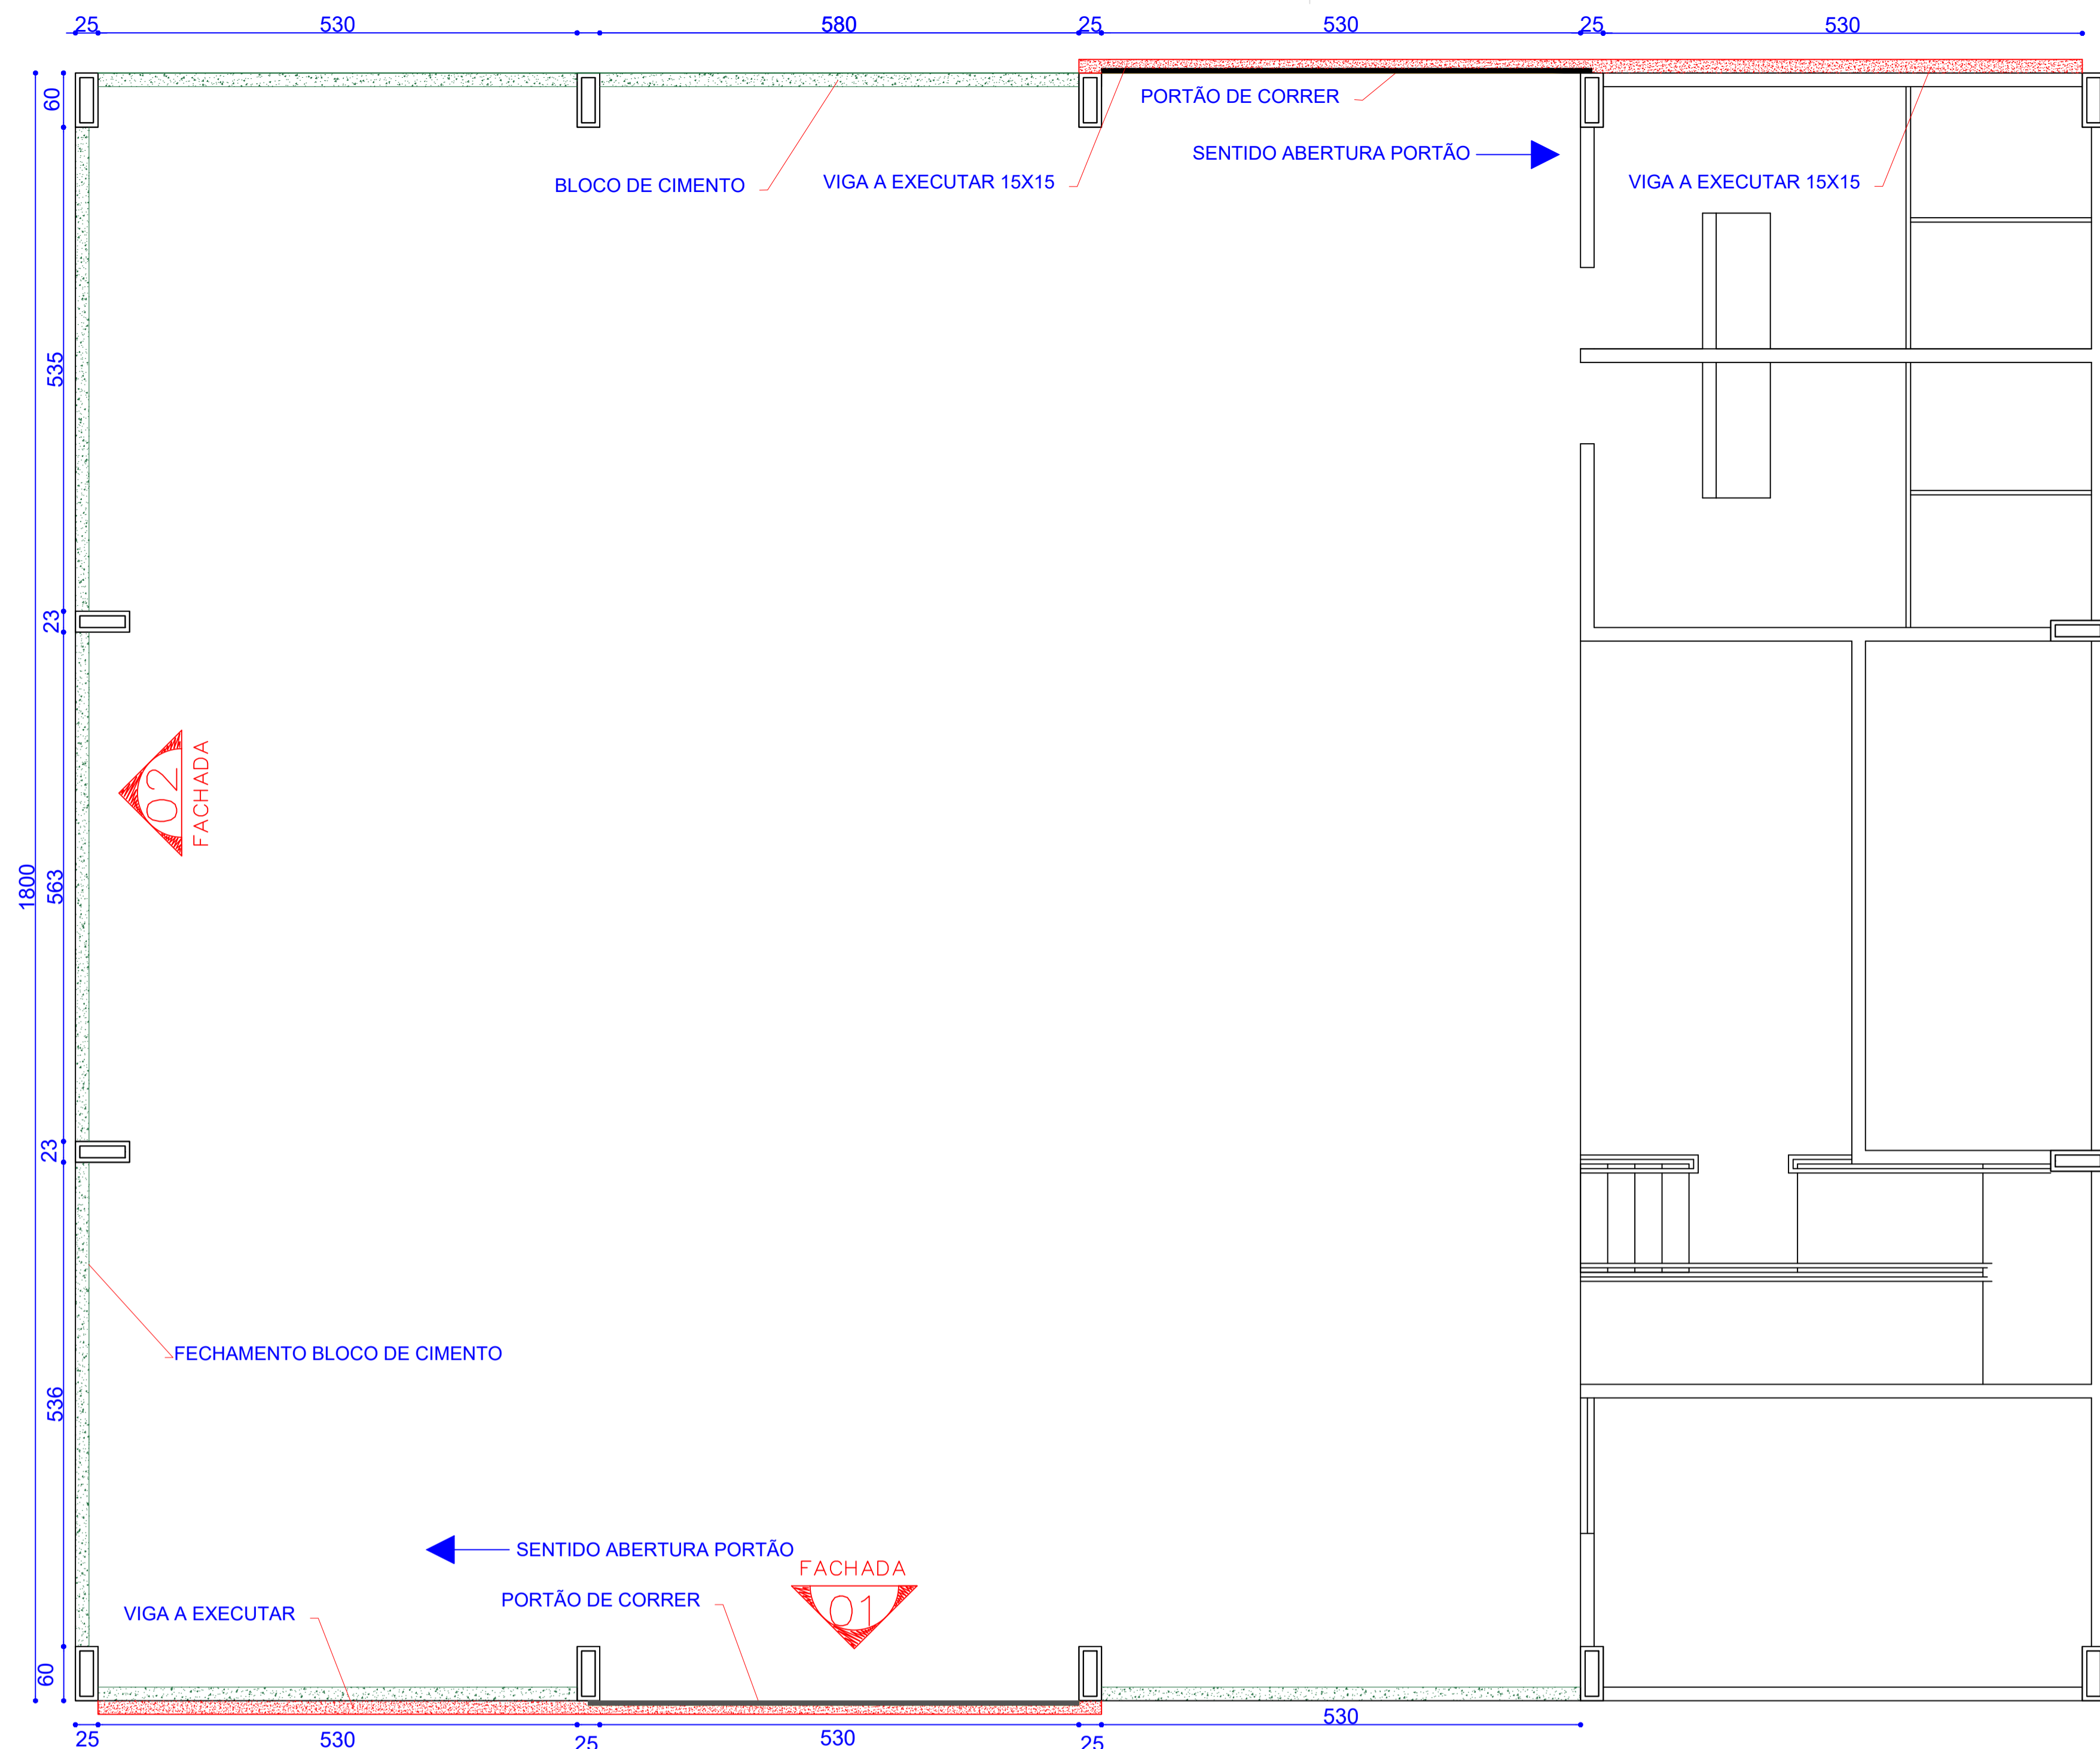 25
530
580
25
530
25
530
60
PORTÃO DE CORRER
SENTIDO ABERTURA PORTÃO
BLOCO DE CIMENTO
VIGA A EXECUTAR 15X15
VIGA A EXECUTAR 15X15
535
23
02
FACHADA
1800
563
23
FECHAMENTO BLOCO DE CIMENTO
536
SENTIDO ABERTURA PORTÃO
FACHADA
01
PORTÃO DE CORRER
VIGA A EXECUTAR
60
25
530
25
530
25
530